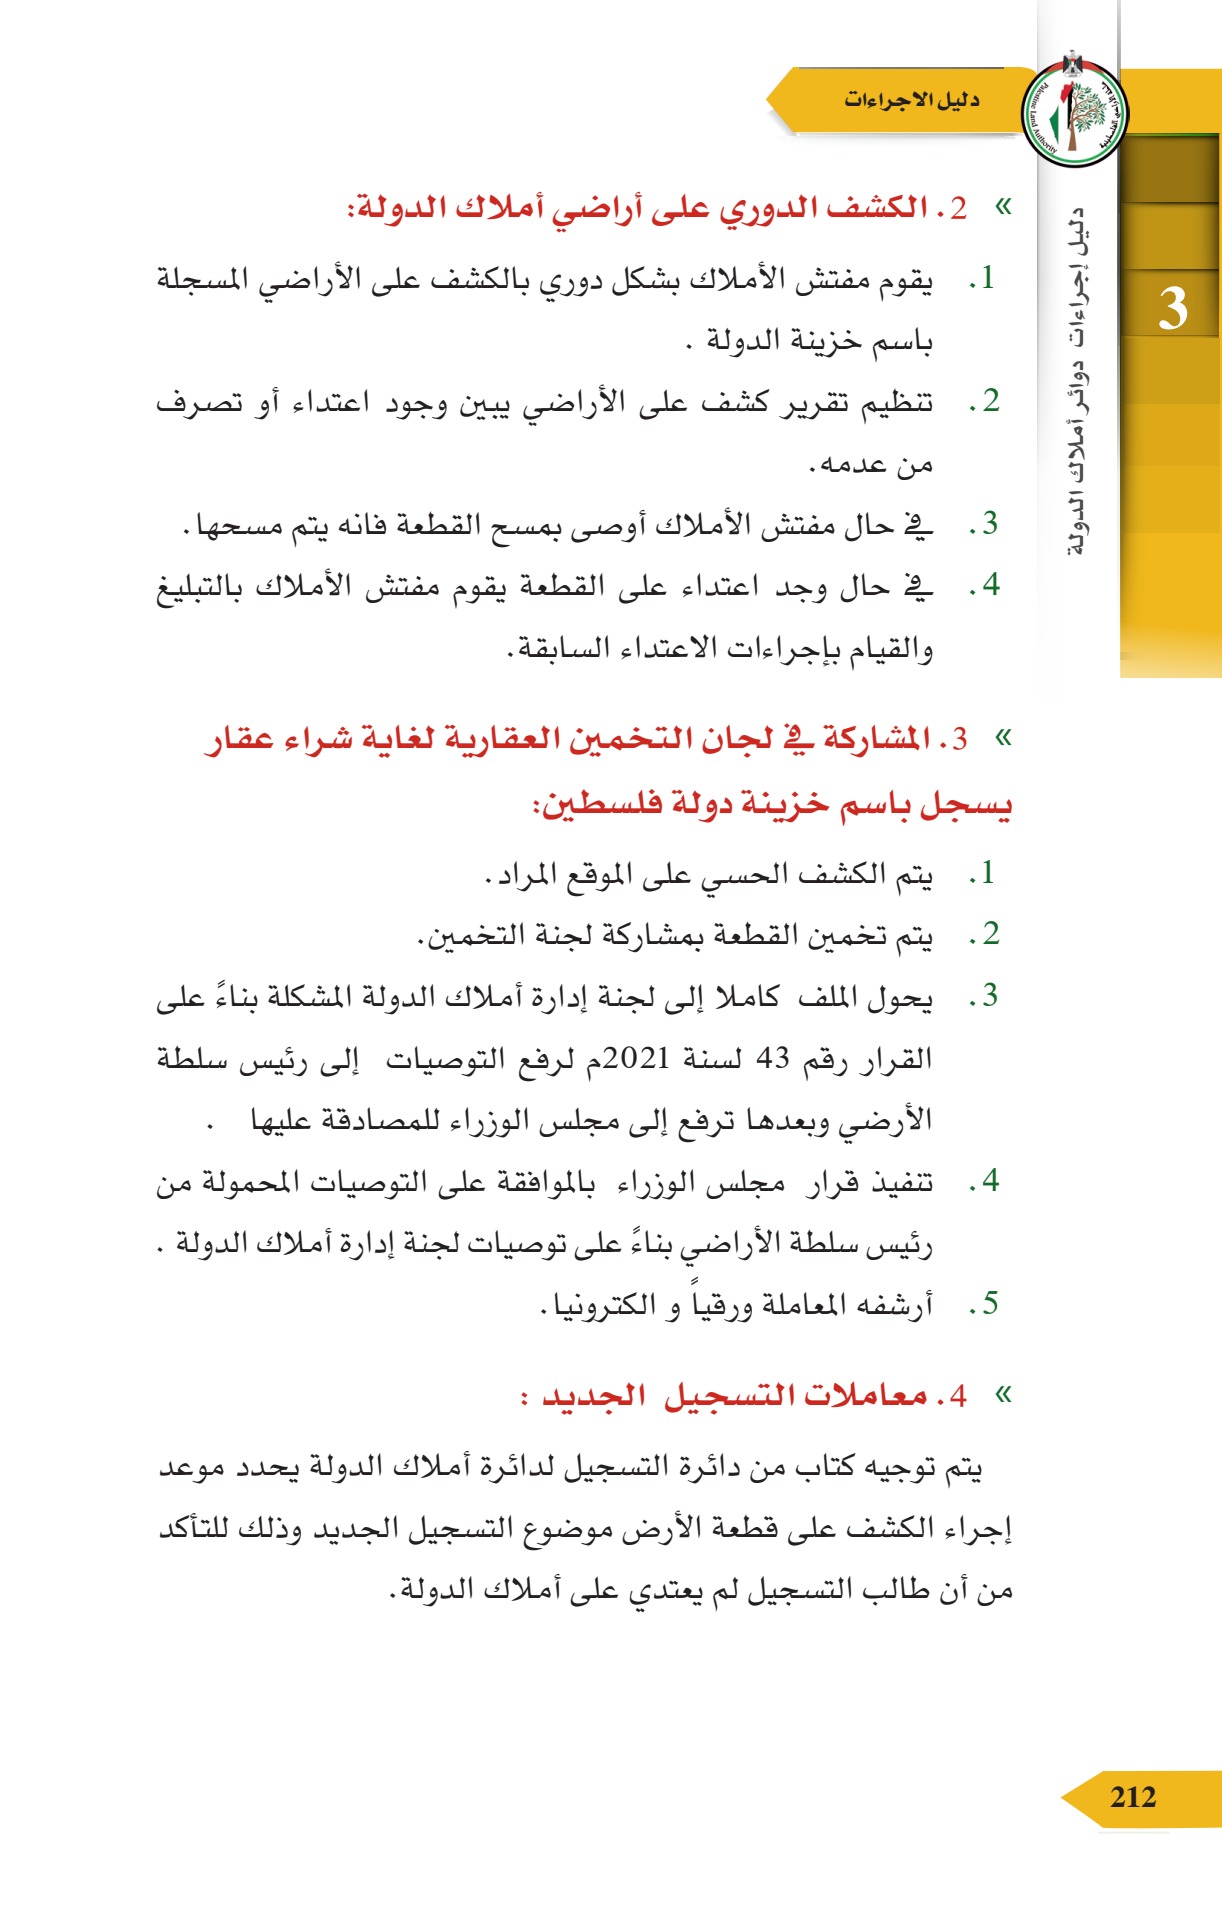 دليل الاجراءات
Palestine Land Authority
دليل إجراءات دوائر أملاك الدولة
3
» 2. الكشف الدوري على أراضي أملاك الدولة:
1. يقوم مفتش الأملاك بشكل دوري بالكشف على الأراضي المسجلة
باسم خزينة الدولة .
2. تنظيم تقرير كشف على الأراضي يبين وجود اعتداء أو تصرف
من عدمه.
3. في حال مفتش الأملاك أوصى بمسح القطعة فانه يتم مسحها.
4. في حال وجد اعتداء على القطعة يقوم مفتش الأملاك بالتبليغ
والقيام بإجراءات الاعتداء السابقة.
» 3. المشاركة في لجان التخمين العقارية لغاية شراء عقار
يسجل باسم خزينة دولة فلسطين:
1. يتم الكشف الحسي على الموقع المراد.
2. يتم تخمين القطعة بمشاركة لجنة التخمين.
3. يحول الملف كاملا إلى لجنة إدارة أملاك الدولة المشكلة بناءً على
القرار رقم 43 لسنة 2021م لرفع التوصيات إلى رئيس سلطة
الأرضي وبعدها ترفع إلى مجلس الوزراء للمصادقة عليها .
4. تنفيذ قرار مجلس الوزراء بالموافقة على التوصيات المحمولة من
رئيس سلطة الأراضي بناءً على توصيات لجنة إدارة أملاك الدولة .
5. أرشفه المعاملة ورقياً و الكترونيا.
» 4. معاملات التسجيل الجديد :
يتم توجيه كتاب من دائرة التسجيل لدائرة أملاك الدولة يحدد موعد
إجراء الكشف على قطعة الأرض موضوع التسجيل الجديد وذلك للتأكد
من أن طالب التسجيل لم يعتدي على أملاك الدولة.
212